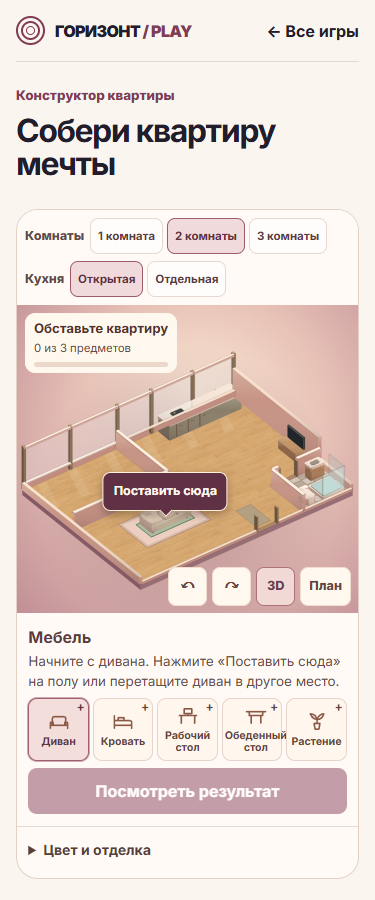 ГОРИЗОНТ / PLAY
← Все игры
Конструктор квартиры
Собери квартиру
мечты
Комнаты
1 комната
2 комнаты
3 комнаты
Кухня
Открытая
Отдельная
Обставьте квартиру
0 из 3 предметов
Поставить сюда
3D
План
Мебель
Начните с дивана. Нажмите «Поставить сюда»
на полу или перетащите диван в другое место.
+
Диван
+
Кровать
+
Рабочий
стол
+
Обеденный
стол
+
Растение
Посмотреть результат
▶ Цвет и отделка